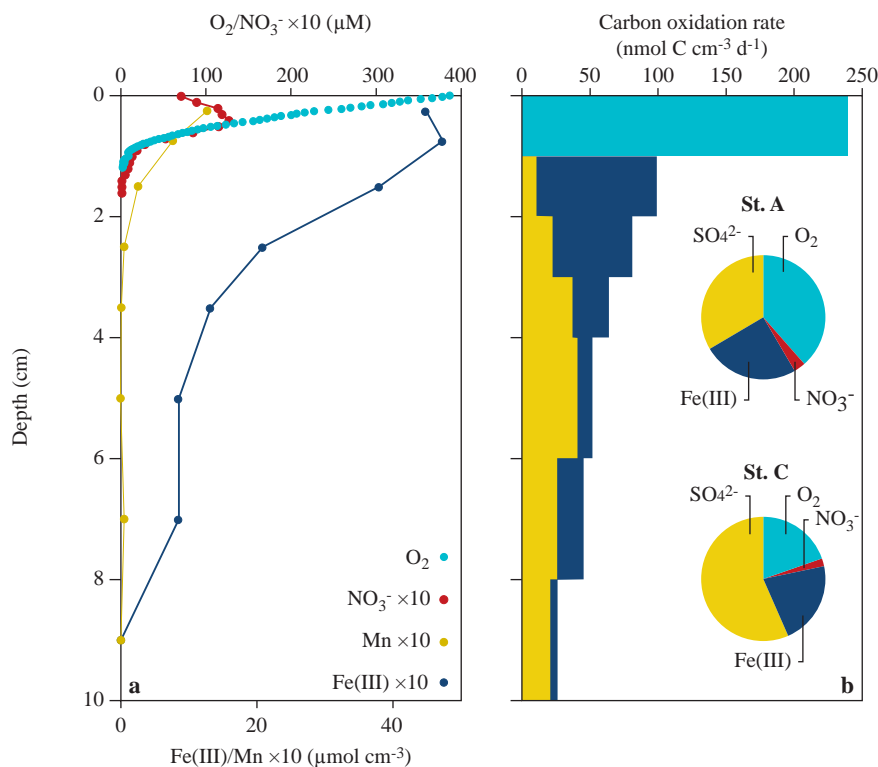 O₂/NO₃⁻ ×10 (µM)
0 100 200 300 400
0
2
4
6
8
10
Depth (cm)
O₂
NO₃⁻ ×10
Mn ×10
Fe(III) ×10
a
0 20 40
Fe(III)/Mn ×10 (µmol cm⁻³)
Carbon oxidation rate
(nmol C cm⁻³ d⁻¹)
0 50 100 150 200 250
St. A
SO₄²⁻ O₂
Fe(III) NO₃⁻
St. C
SO₄²⁻ O₂
NO₃⁻
Fe(III)
b